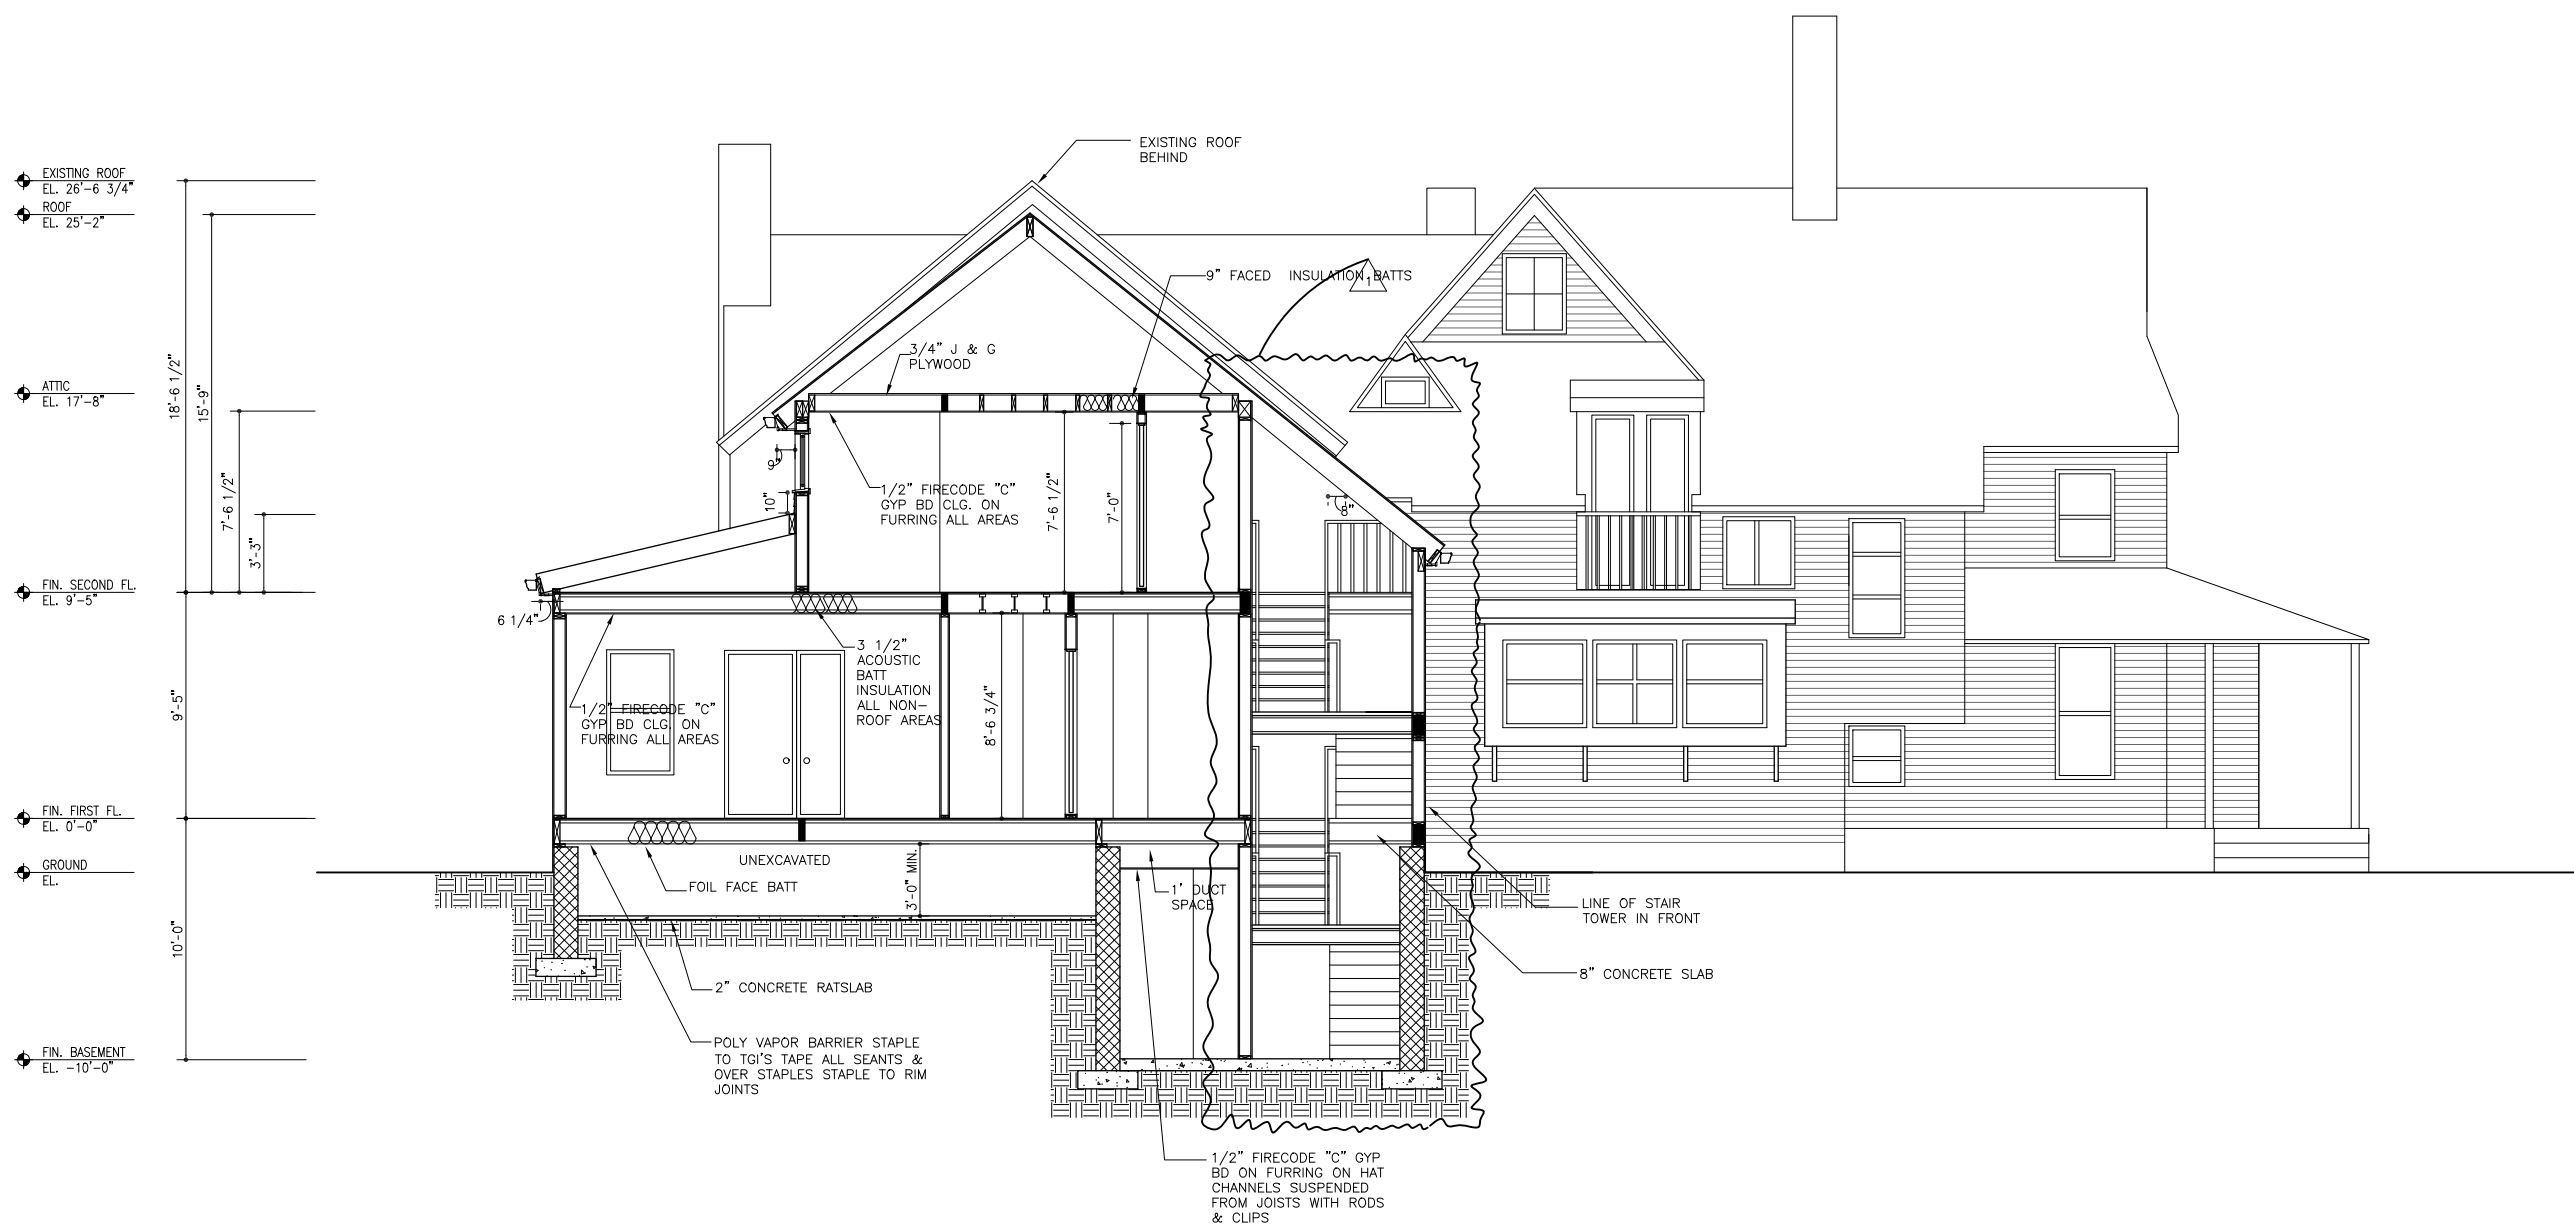 EXISTING ROOF
BEHIND
EXISTING ROOF
EL. 26'-6 3/4"
ROOF
EL. 25'-2"
9" FACED INSULATION BATTS
1
3/4" J & G
PLYWOOD
18'-6 1/2"
15'-9"
ATTIC
EL. 17'-8"
7'-6 1/2"
3'-3"
9"
10"
1/2" FIRECODE "C"
GYP BD CLG. ON
FURRING ALL AREAS
7'-6 1/2"
7'-0"
8"
FIN. SECOND FL.
EL. 9'-5"
6 1/4"
3 1/2"
ACOUSTIC
BATT
INSULATION
ALL NON-
ROOF AREAS
9'-5"
1/2" FIRECODE "C"
GYP BD CLG. ON
FURRING ALL AREAS
8'-6 3/4"
FIN. FIRST FL.
EL. 0'-0"
GROUND
EL.
UNEXCAVATED
FOIL FACE BATT
3'-0" MIN.
1' DUCT
SPACE
LINE OF STAIR
TOWER IN FRONT
10'-0"
8" CONCRETE SLAB
2" CONCRETE RATSLAB
POLY VAPOR BARRIER STAPLE
TO TGI'S TAPE ALL SEANTS &
OVER STAPLES STAPLE TO RIM
JOINTS
FIN. BASEMENT
EL. -10'-0"
1/2" FIRECODE "C" GYP
BD ON FURRING ON HAT
CHANNELS SUSPENDED
FROM JOISTS WITH RODS
& CLIPS